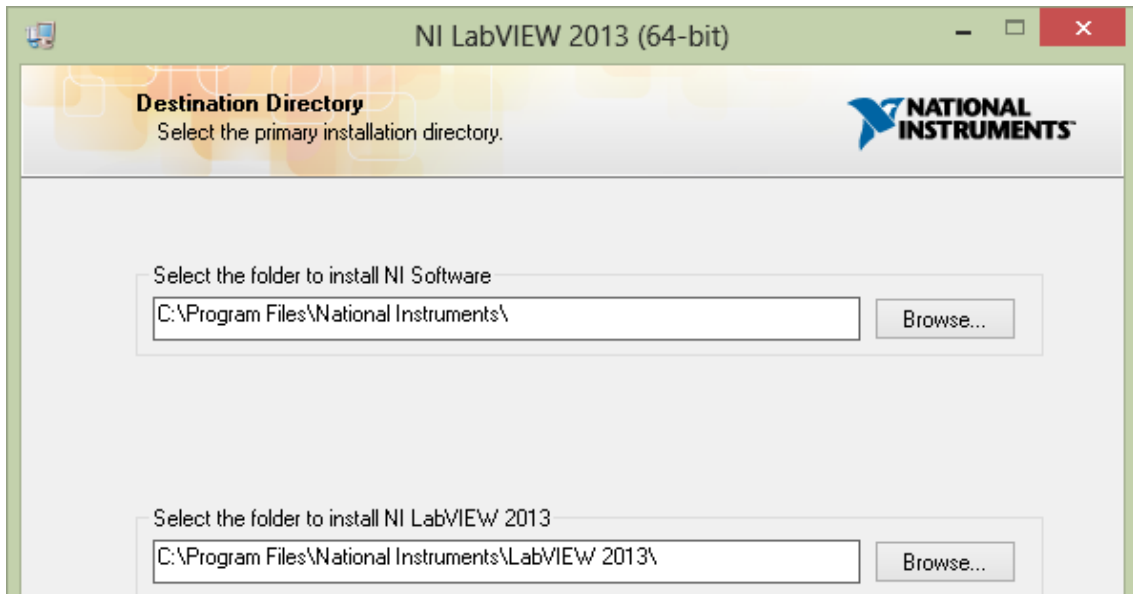 NI LabVIEW 2013 (64-bit)
Destination Directory
Select the primary installation directory.
NATIONAL
INSTRUMENTS™
Select the folder to install NI Software
C:\Program Files\National Instruments\
Browse...
Select the folder to install NI LabVIEW 2013
C:\Program Files\National Instruments\LabVIEW 2013\
Browse...